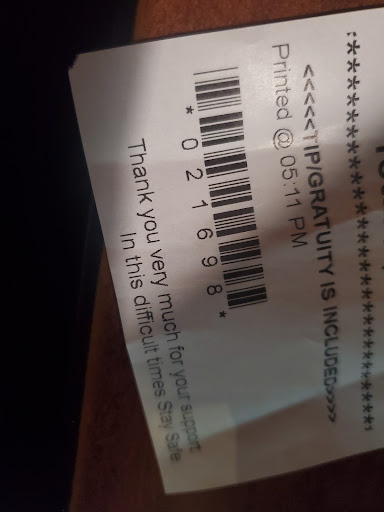 :*****************************************
<<<<<TIP/GRATUITY IS INCLUDED>>>>>
Printed @ 05:11 PM
* 0 2 1 6 9 8 *
Thank you very much for your support
In this difficult times Stay Safe